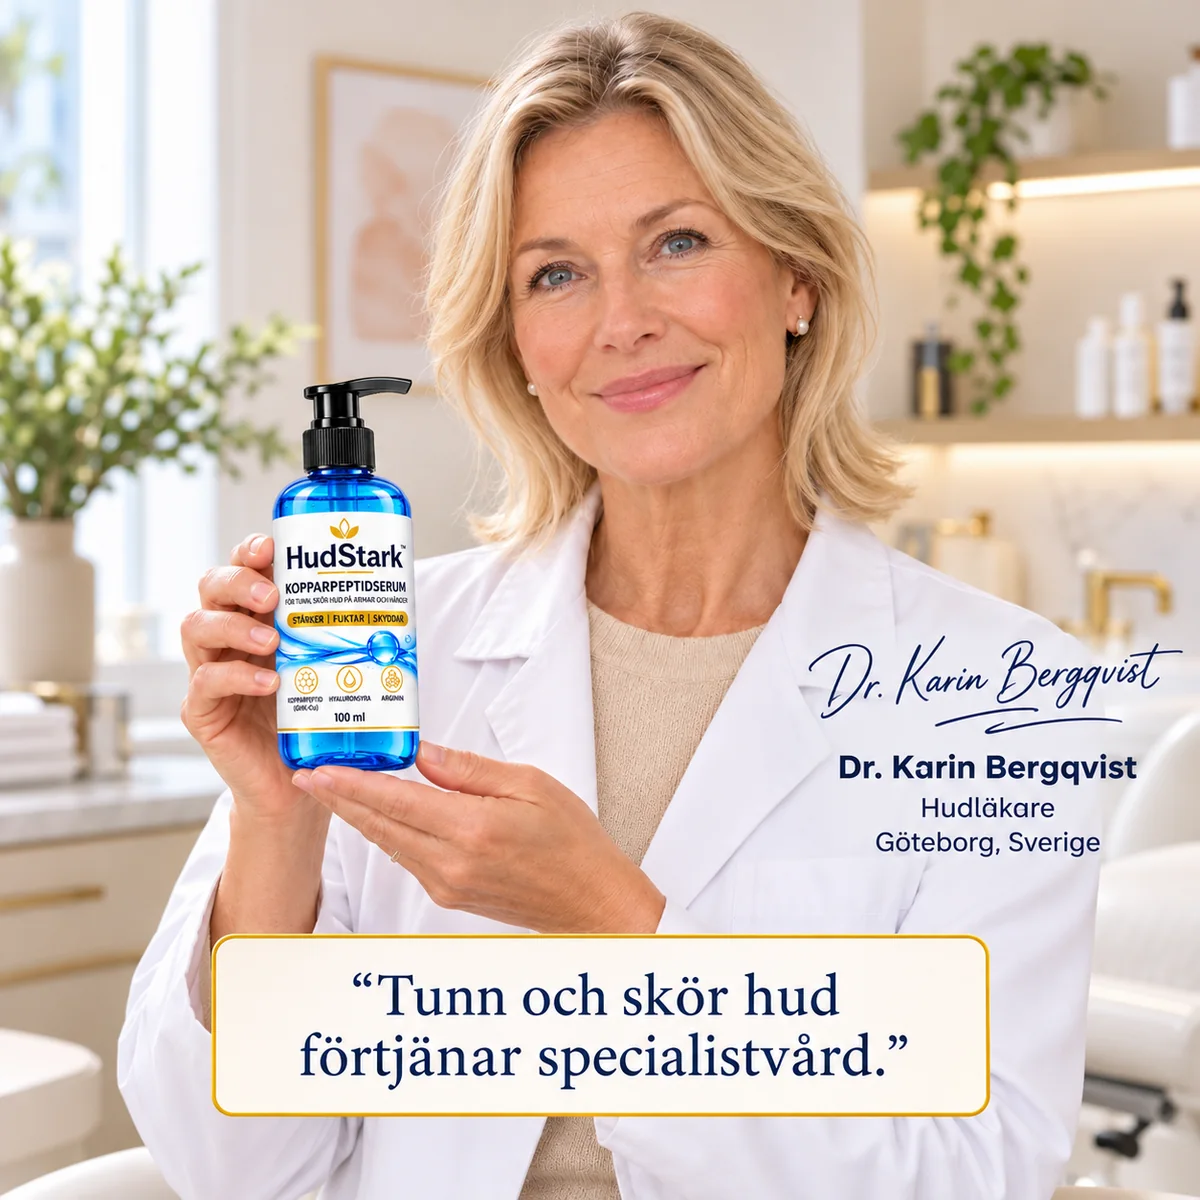 HudStark™
KOPPARPEPTIDSERUM
FÖR TUNN, SKÖR HUD PÅ ARMAR OCH HÄNDER
STÄRKER | FUKTAR | SKYDDAR
KOPPARPEPTID
(GHK-Cu)
HYALURONSYRA
ARGININ
100 ml
Dr. Karin Bergqvist
Dr. Karin Bergqvist
Hudläkare
Göteborg, Sverige
“Tunn och skör hud
förtjänar specialistvård.”